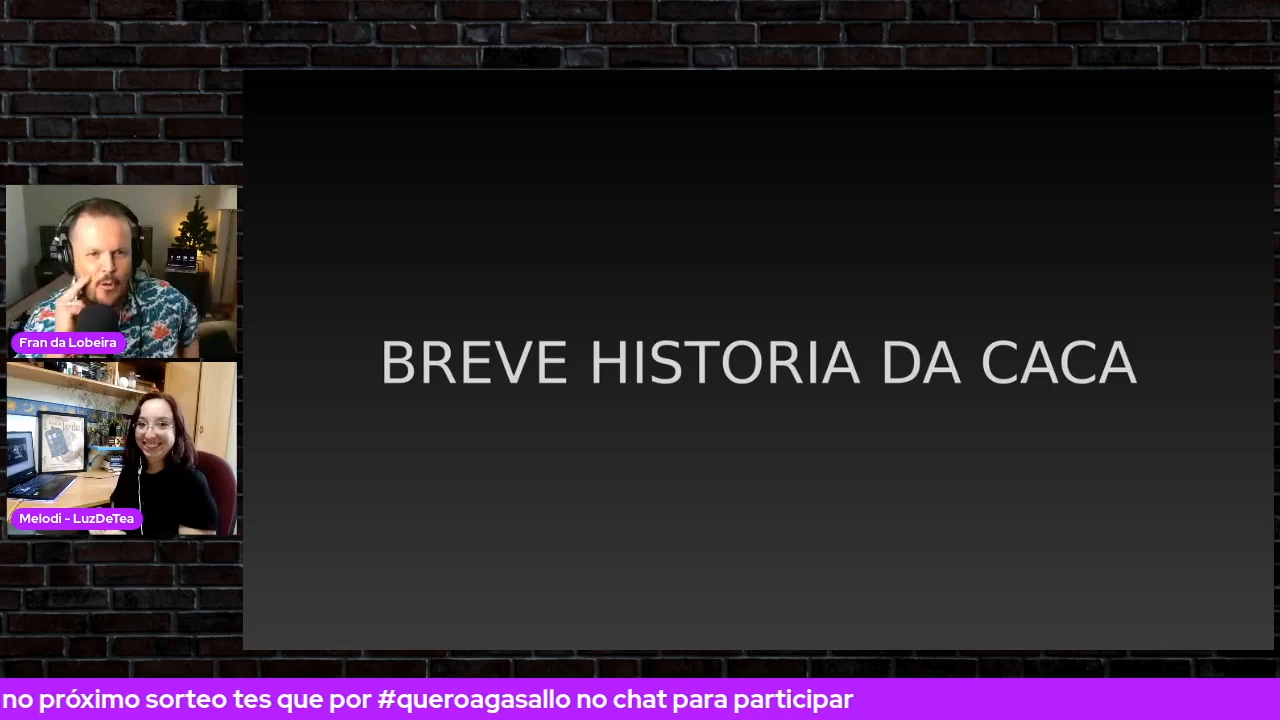 BREVE HISTORIA DA CACA
Fran da Lobeira
Melodi - LuzDeTea
no próximo sorteo tes que por #queroagasallo no chat para participar